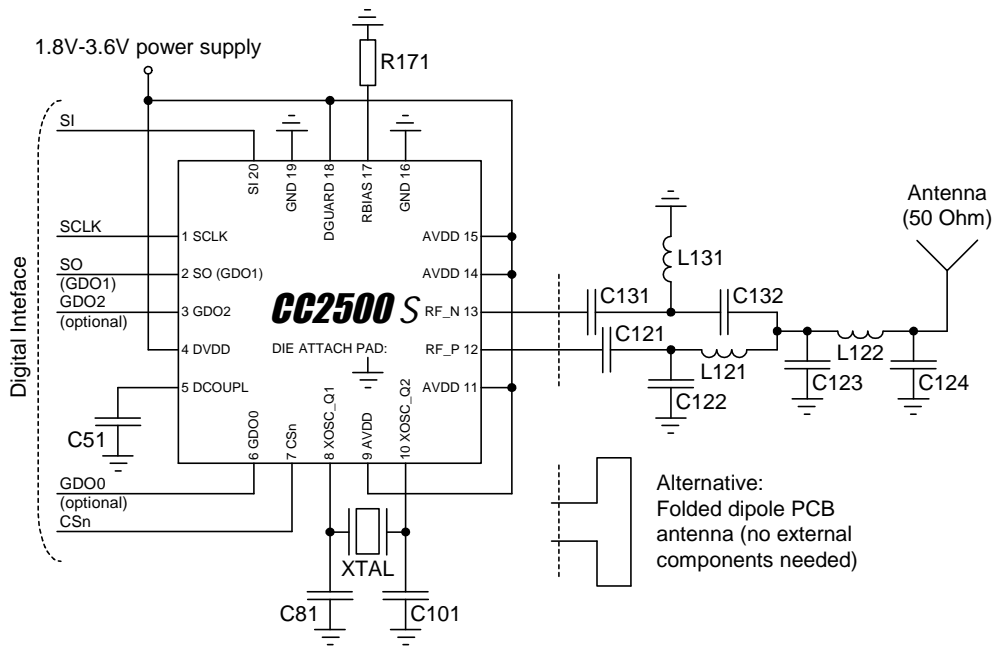 1.8V-3.6V power supply
R171
SI
SI 20
GND 19
DGUARD 18
RBIAS 17
GND 16
Antenna
(50 Ohm)
SCLK
1 SCLK
AVDD 15
SO
(GDO1)
2 SO (GDO1)
AVDD 14
L131
GDO2
(optional)
3 GDO2
CC2500 S
RF_N 13
C131
C132
Digital Inteface
4 DVDD
DIE ATTACH PAD:
RF_P 12
C121
L121
L122
5 DCOUPL
AVDD 11
C122
C123
C124
C51
6 GDO0
7 CSn
8 XOSC_Q1
9 AVDD
10 XOSC_Q2
GDO0
(optional)
CSn
XTAL
C81
C101
Alternative:
Folded dipole PCB
antenna (no external
components needed)